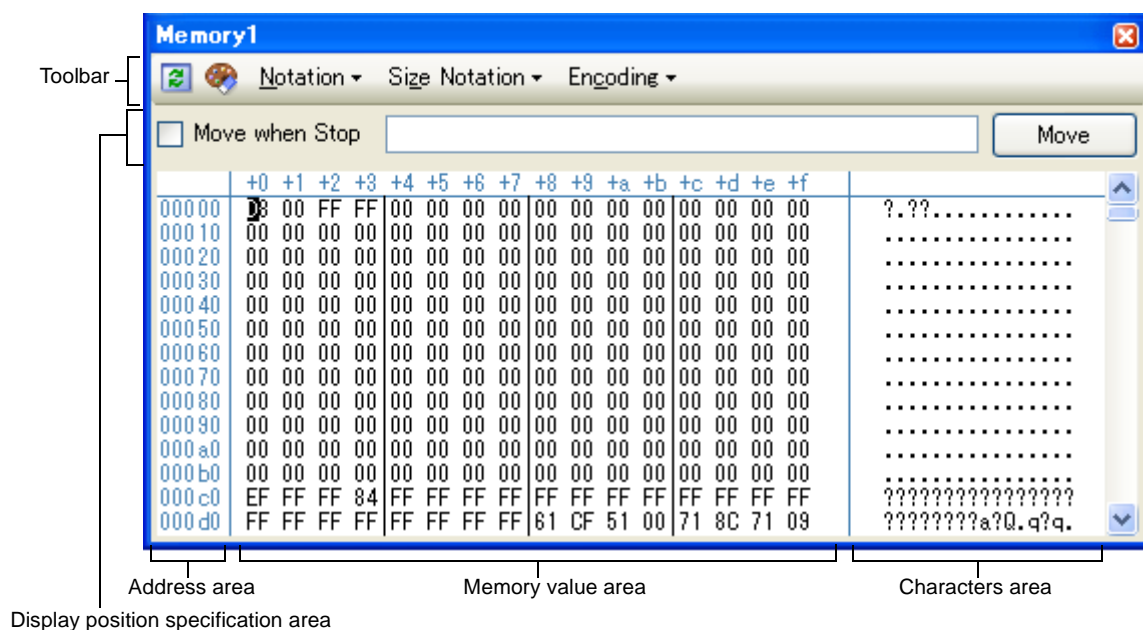 Memory1
Toolbar
Notation Size Notation Encoding
Move when Stop Move
+0 +1 +2 +3 +4 +5 +6 +7 +8 +9 +a +b +c +d +e +f
00000 D3 00 FF FF 00 00 00 00 00 00 00 00 00 00 00 00 ?.??............
00010 00 00 00 00 00 00 00 00 00 00 00 00 00 00 00 00 ................
00020 00 00 00 00 00 00 00 00 00 00 00 00 00 00 00 00 ................
00030 00 00 00 00 00 00 00 00 00 00 00 00 00 00 00 00 ................
00040 00 00 00 00 00 00 00 00 00 00 00 00 00 00 00 00 ................
00050 00 00 00 00 00 00 00 00 00 00 00 00 00 00 00 00 ................
00060 00 00 00 00 00 00 00 00 00 00 00 00 00 00 00 00 ................
00070 00 00 00 00 00 00 00 00 00 00 00 00 00 00 00 00 ................
00080 00 00 00 00 00 00 00 00 00 00 00 00 00 00 00 00 ................
00090 00 00 00 00 00 00 00 00 00 00 00 00 00 00 00 00 ................
000a0 00 00 00 00 00 00 00 00 00 00 00 00 00 00 00 00 ................
000b0 00 00 00 00 00 00 00 00 00 00 00 00 00 00 00 00 ................
000c0 EF FF FF 84 FF FF FF FF FF FF FF FF FF FF FF FF ????????????????
000d0 FF FF FF FF FF FF FF FF 61 CF 51 00 71 8C 71 09 ????????a?Q.q?q.
Address area Memory value area Characters area
Display position specification area